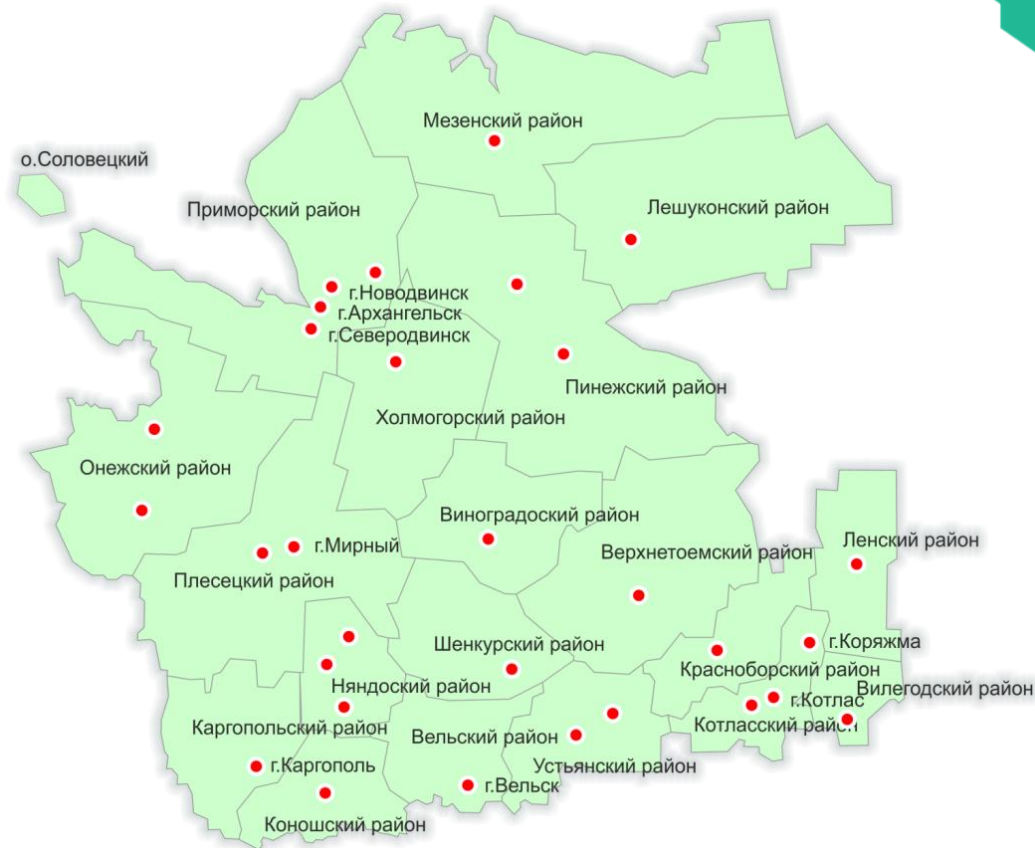 Мезенский район
о.Соловецкий
Лешуконский район
Приморский район
г.Новодвинск
г.Архангельск
г.Северодвинск
Пинежский район
Холмогорский район
Онежский район
Виноградоский район
Ленский район
г.Мирный
Верхнетоемский район
Плесецкий район
Шенкурский район
г.Коряжма
Красноборский район
Няндоский район
Вилегодский район
г.Котлас
Каргопольский район
Котласский район
Вельский район
г.Каргополь
Устьянский район
г.Вельск
Коношский район